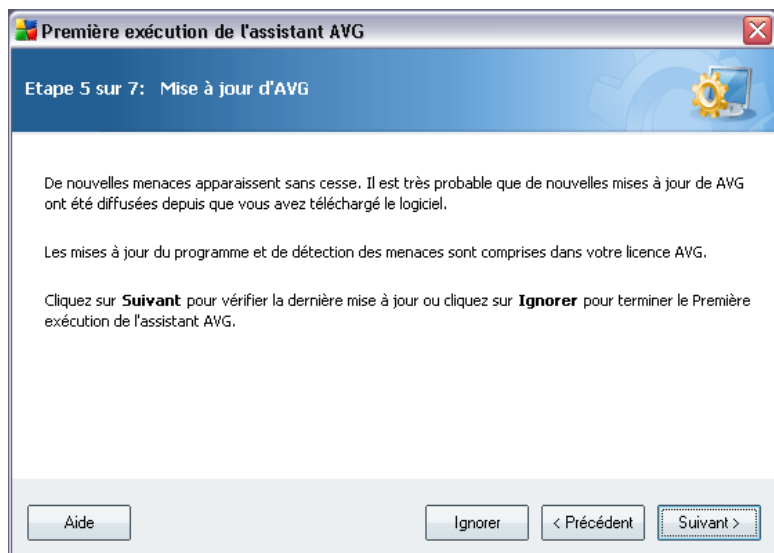 Première exécution de l'assistant AVG
Etape 5 sur 7: Mise à jour d'AVG
De nouvelles menaces apparaissent sans cesse. Il est très probable que de nouvelles mises à jour de AVG
ont été diffusées depuis que vous avez téléchargé le logiciel.
Les mises à jour du programme et de détection des menaces sont comprises dans votre licence AVG.
Cliquez sur Suivant pour vérifier la dernière mise à jour ou cliquez sur Ignorer pour terminer le Première
exécution de l'assistant AVG.
Aide
Ignorer
< Précédent
Suivant >